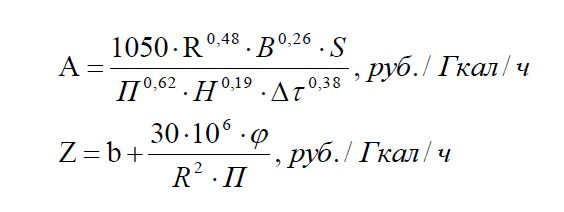 A = 1050·R^0,48·B^0,26·S / П^0,62·H^0,19·Δτ^0,38, руб./Гкал/ч
Z = b + 30·10^6·φ / R^2·П, руб./Гкал/ч